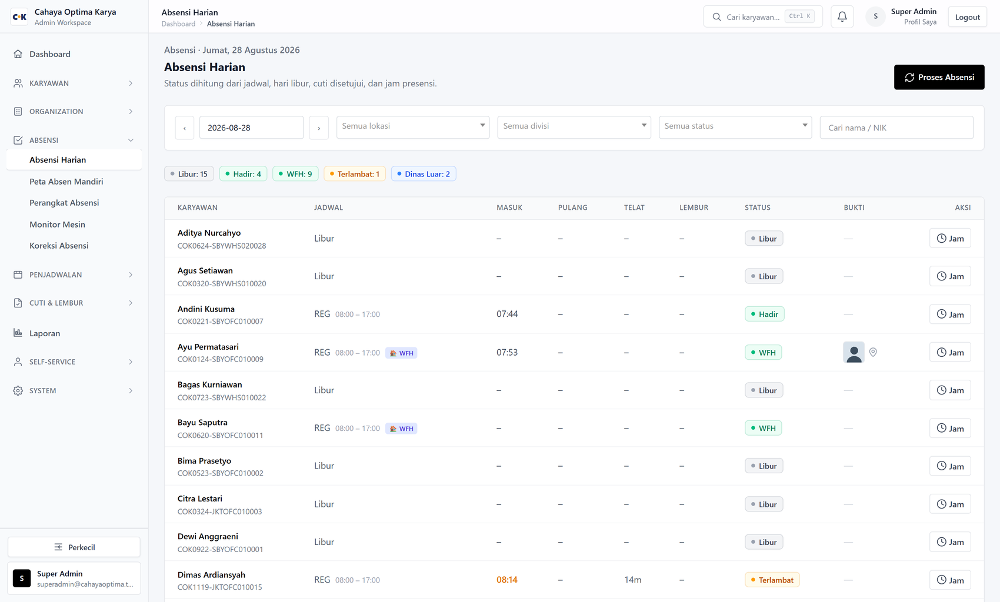 C•K
Cahaya Optima Karya
Admin Workspace
Dashboard
KARYAWAN
ORGANIZATION
ABSENSI
Absensi Harian
Peta Absen Mandiri
Perangkat Absensi
Monitor Mesin
Koreksi Absensi
PENJADWALAN
CUTI & LEMBUR
Laporan
SELF-SERVICE
SYSTEM
Perkecil
S
Super Admin
superadmin@cahayaoptima.t...
Absensi Harian
Dashboard > Absensi Harian
Cari karyawan... Ctrl K
S
Super Admin
Profil Saya
Logout
Absensi · Jumat, 28 Agustus 2026
Absensi Harian
Status dihitung dari jadwal, hari libur, cuti disetujui, dan jam presensi.
Proses Absensi
‹ 2026-08-28 › Semua lokasi Semua divisi Semua status Cari nama / NIK
Libur: 15 Hadir: 4 WFH: 9 Terlambat: 1 Dinas Luar: 2
KARYAWAN JADWAL MASUK PULANG TELAT LEMBUR STATUS BUKTI AKSI
Aditya Nurcahyo
COK0624-SBYWHS020028
Libur – – – – Libur — Jam
Agus Setiawan
COK0320-SBYWHS010020
Libur – – – – Libur — Jam
Andini Kusuma
COK0221-SBYOFC010007
REG 08:00 – 17:00 07:44 – – – Hadir — Jam
Ayu Permatasari
COK0124-SBYOFC010009
REG 08:00 – 17:00 WFH 07:53 – – – WFH Jam
Bagas Kurniawan
COK0723-SBYWHS010022
Libur – – – – Libur — Jam
Bayu Saputra
COK0620-SBYOFC010011
REG 08:00 – 17:00 WFH – – – – WFH — Jam
Bima Prasetyo
COK0523-SBYOFC010002
Libur – – – – Libur — Jam
Citra Lestari
COK0324-JKTOFC010003
Libur – – – – Libur — Jam
Dewi Anggraeni
COK0922-SBYOFC010001
Libur – – – – Libur — Jam
Dimas Ardiansyah
COK1119-JKTOFC010015
REG 08:00 – 17:00 08:14 – 14m – Terlambat — Jam